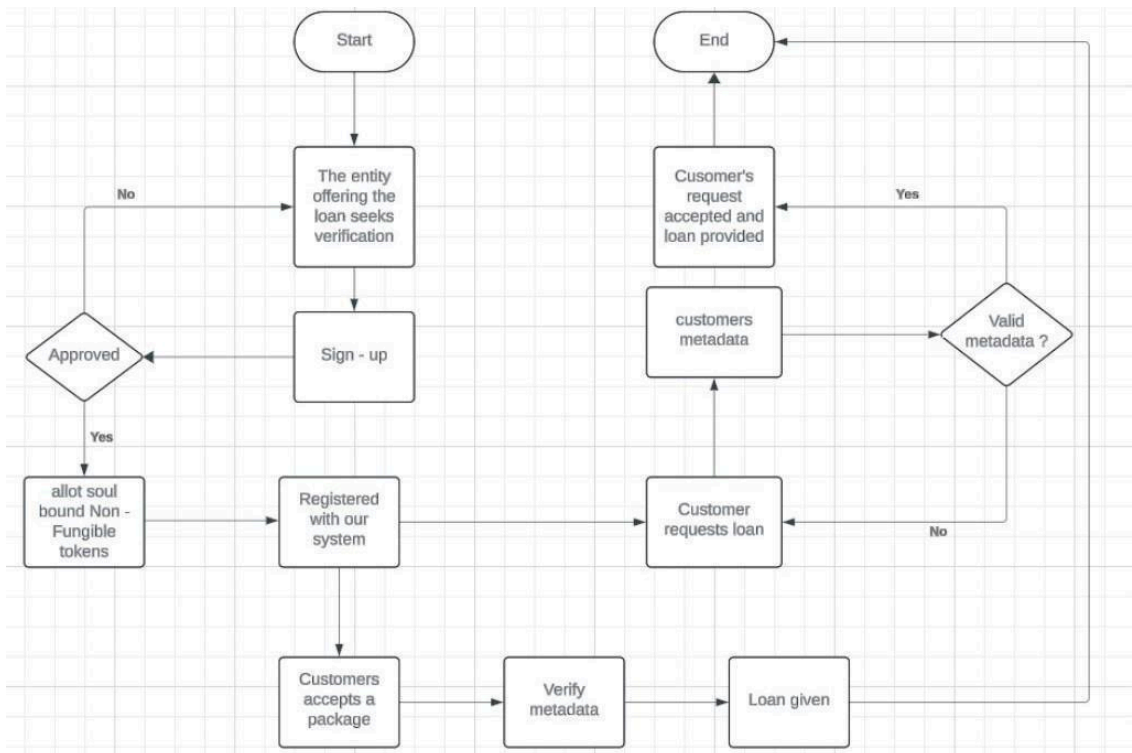 Start
End
The entity
offering the
loan seeks
verification
Cusomer's
request
accepted and
loan provided
No
Yes
Approved
Sign - up
customers
metadata
Valid
metadata ?
Yes
allot soul
bound Non -
Fungible
tokens
Registered
with our
system
Customer
requests loan
No
Customers
accepts a
package
Verify
metadata
Loan given